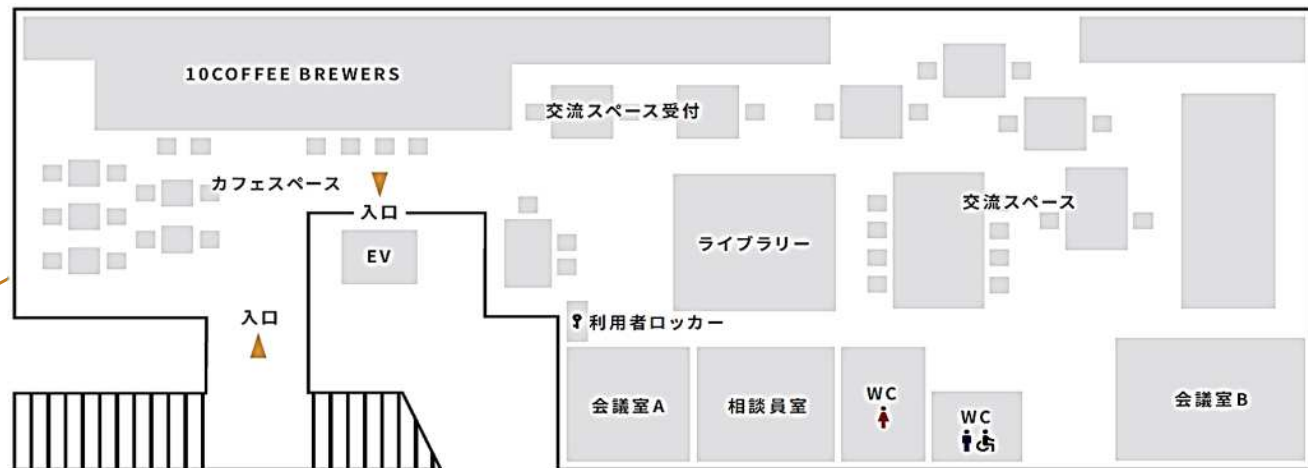 10COFFEE BREWERS
交流スペース受付
カフェスペース
入口
交流スペース
ライブラリー
EV
入口
利用者ロッカー
会議室A
相談員室
WC
WC
会議室B